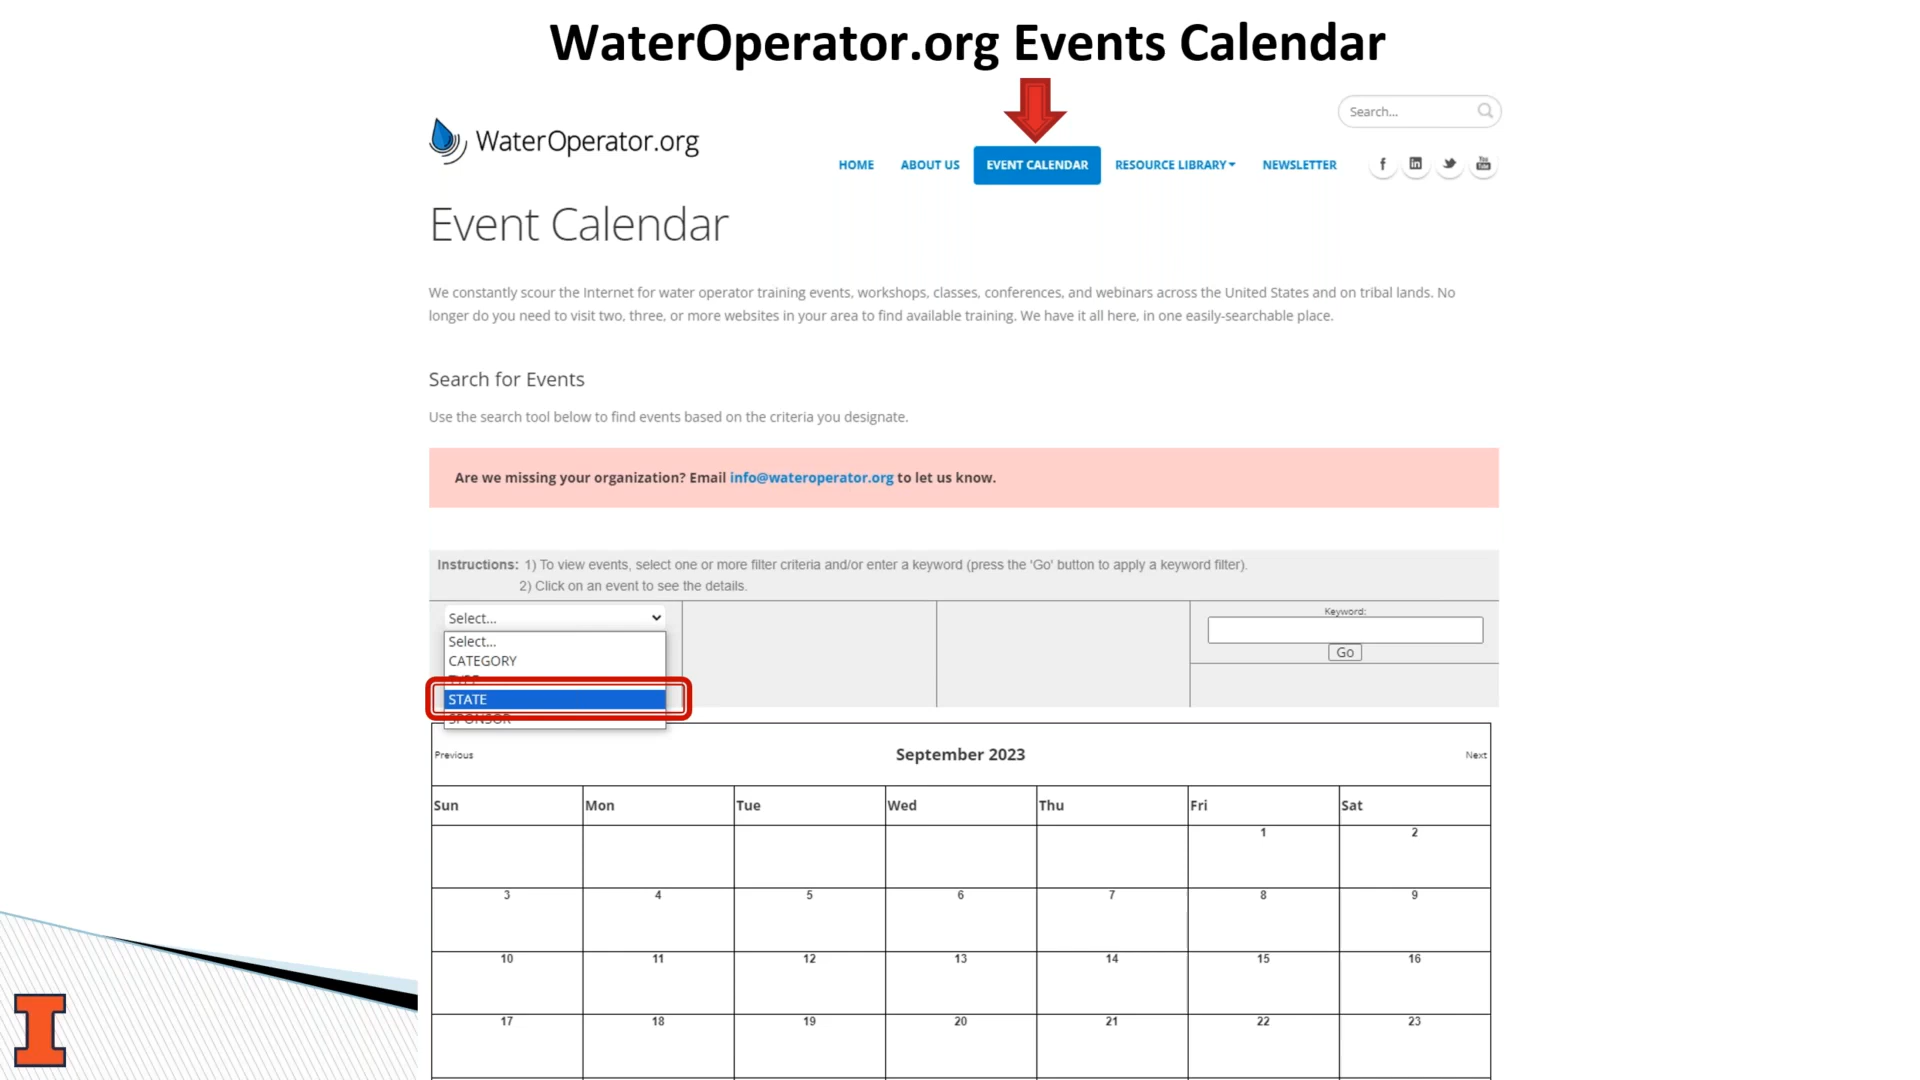 WaterOperator.org Events Calendar
Search...
WaterOperator.org
HOME ABOUT US EVENT CALENDAR RESOURCE LIBRARY NEWSLETTER
Event Calendar
We constantly scour the Internet for water operator training events, workshops, classes, conferences, and webinars across the United States and on tribal lands. No
longer do you need to visit two, three, or more websites in your area to find available training. We have it all here, in one easily-searchable place.
Search for Events
Use the search tool below to find events based on the criteria you designate.
Are we missing your organization? Email info@wateroperator.org to let us know.
Instructions: 1) To view events, select one or more filter criteria and/or enter a keyword (press the 'Go' button to apply a keyword filter).
2) Click on an event to see the details.
Select...
Keyword:
Select...
Go
CATEGORY
TYPE
STATE
SPONSOR
Previous September 2023 Next
Sun Mon Tue Wed Thu Fri Sat
1 2
3 4 5 6 7 8 9
10 11 12 13 14 15 16
17 18 19 20 21 22 23